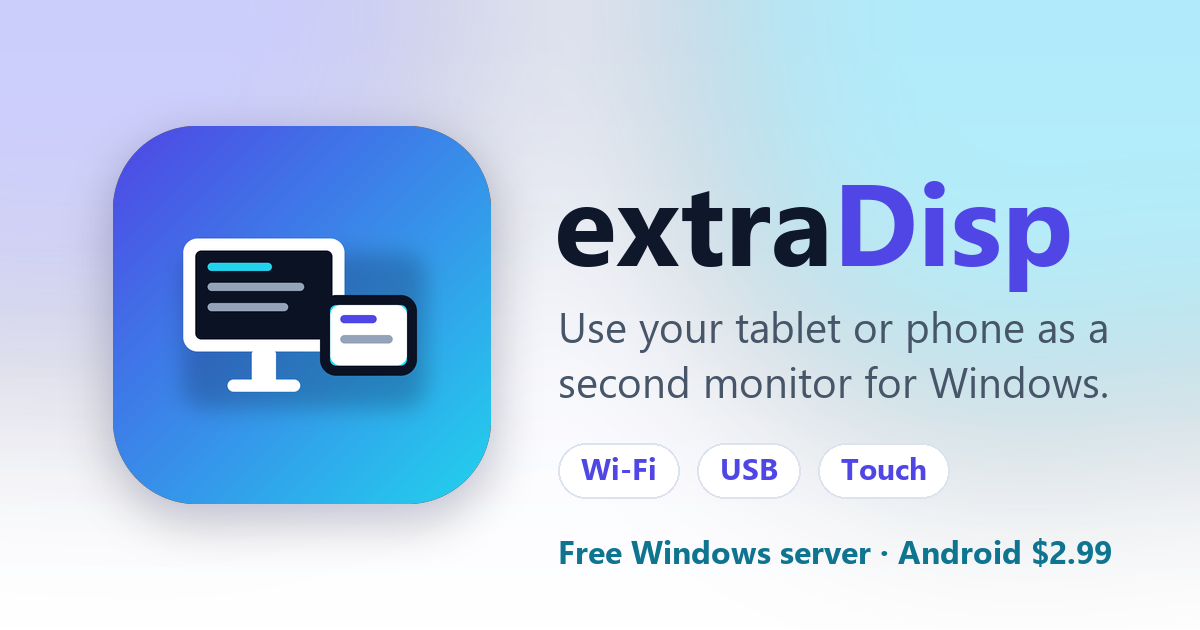 extraDisp
Use your tablet or phone as a
second monitor for Windows.
Wi-Fi USB Touch
Free Windows server · Android $2.99